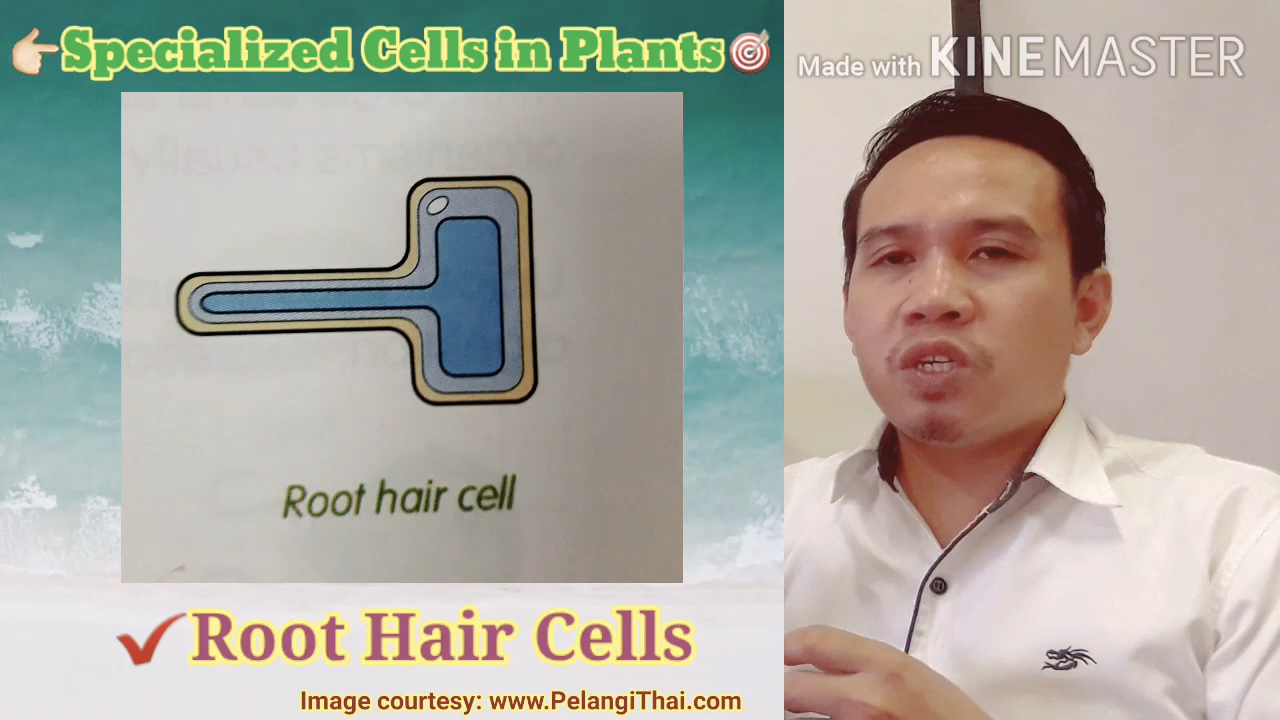 Specialized Cells in Plants
Made with KINEMASTER
Root hair cell
Root Hair Cells
Image courtesy: www.PelangiThai.com